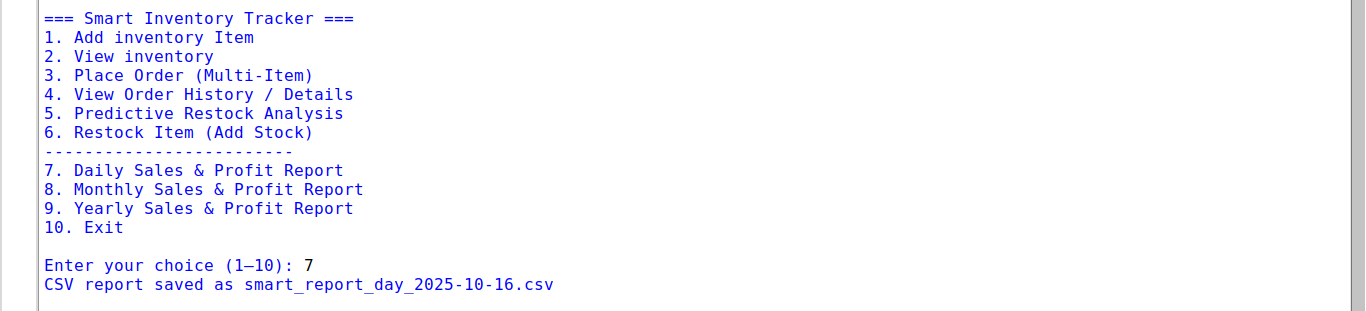 === Smart Inventory Tracker ===
1. Add inventory Item
2. View inventory
3. Place Order (Multi-Item)
4. View Order History / Details
5. Predictive Restock Analysis
6. Restock Item (Add Stock)
-------------------------
7. Daily Sales & Profit Report
8. Monthly Sales & Profit Report
9. Yearly Sales & Profit Report
10. Exit
Enter your choice (1–10): 7
CSV report saved as smart_report_day_2025-10-16.csv